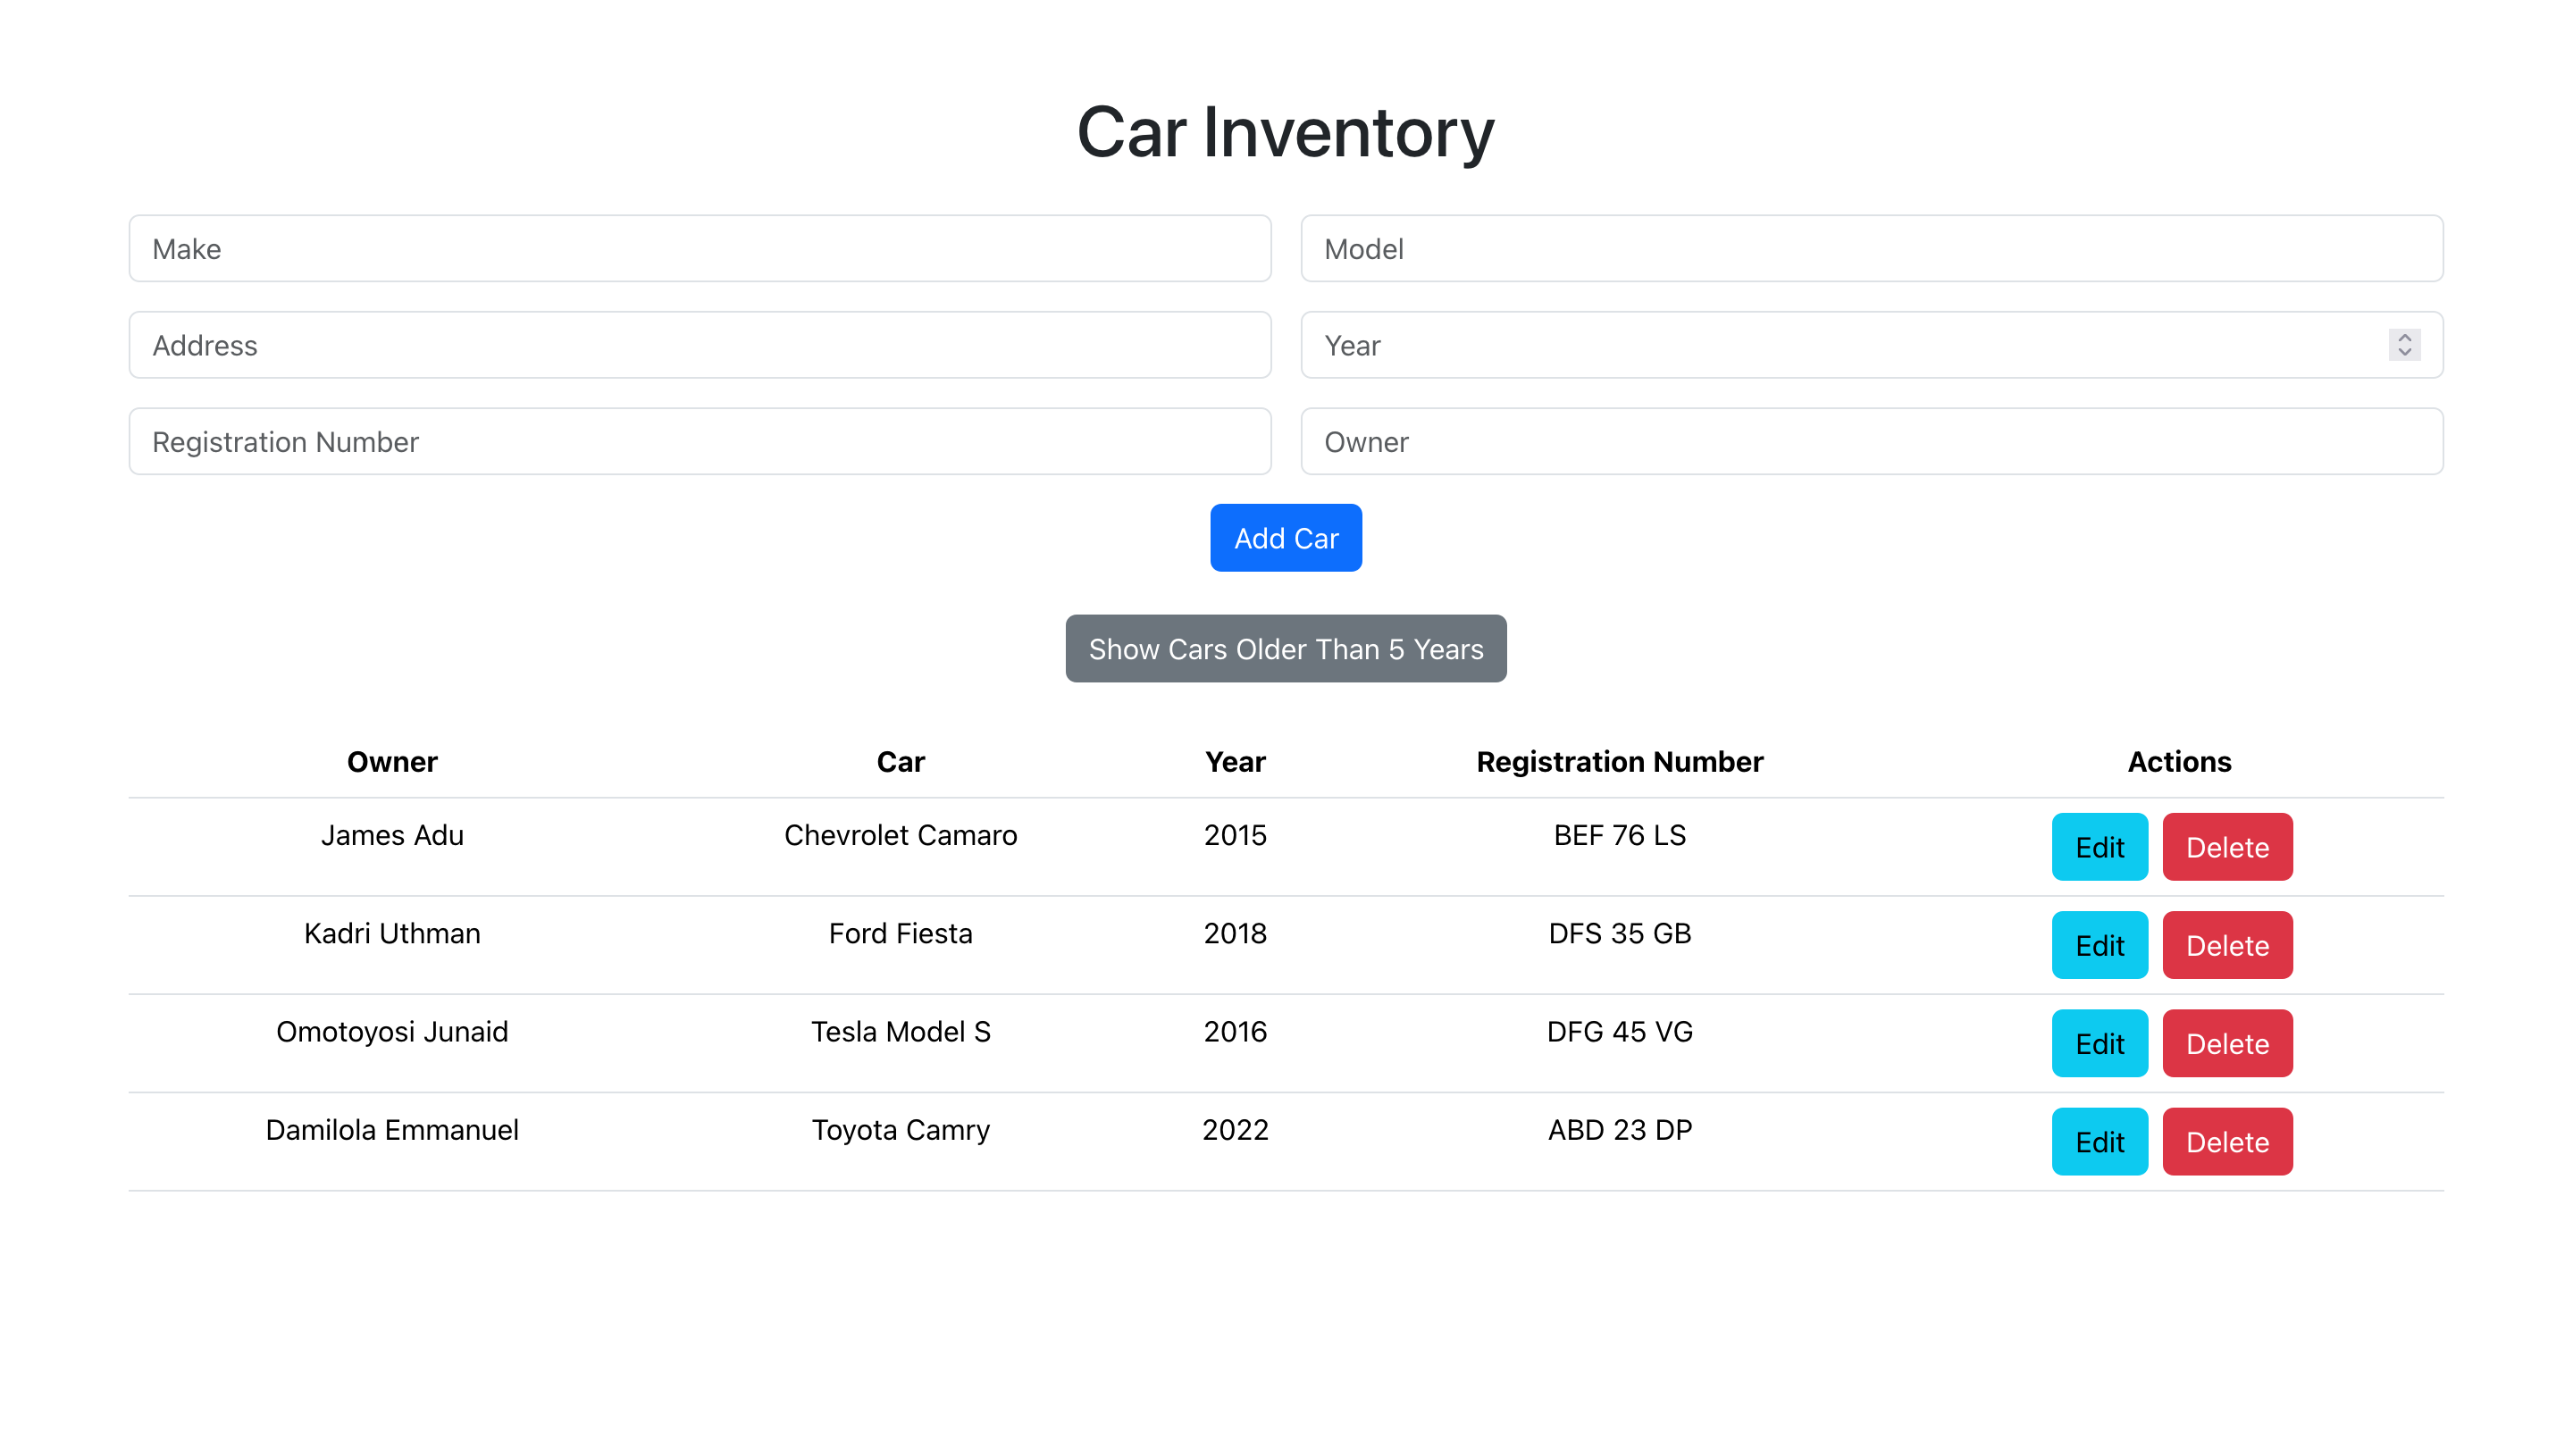 Car Inventory
Make Model
Address Year
Registration Number Owner
Add Car
Show Cars Older Than 5 Years
Owner Car Year Registration Number Actions
James Adu Chevrolet Camaro 2015 BEF 76 LS Edit Delete
Kadri Uthman Ford Fiesta 2018 DFS 35 GB Edit Delete
Omotoyosi Junaid Tesla Model S 2016 DFG 45 VG Edit Delete
Damilola Emmanuel Toyota Camry 2022 ABD 23 DP Edit Delete